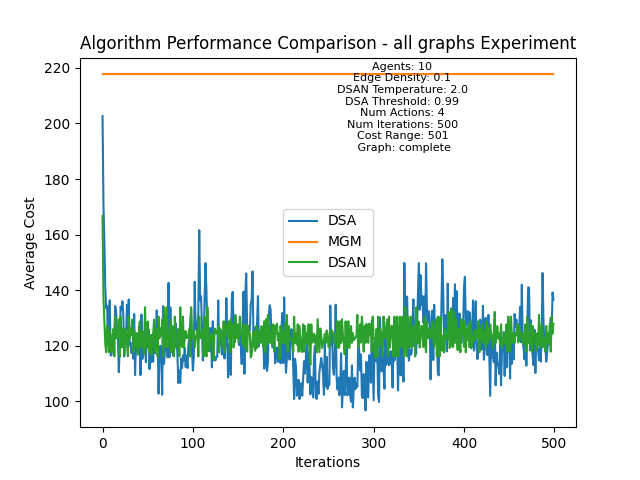 Algorithm Performance Comparison - all graphs Experiment
220
200
180
160
140
120
100
Average Cost
Agents: 10
Edge Density: 0.1
DSAN Temperature: 2.0
DSA Threshold: 0.99
Num Actions: 4
Num Iterations: 500
Cost Range: 501
Graph: complete
DSA
MGM
DSAN
0 100 200 300 400 500
Iterations